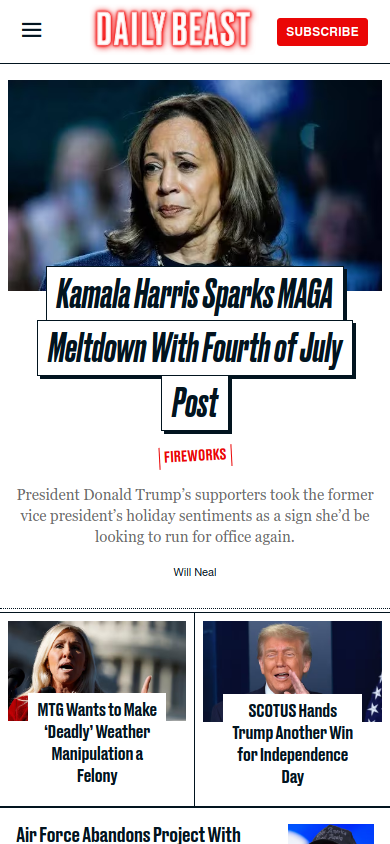 DAILY BEAST
SUBSCRIBE
Kamala Harris Sparks MAGA
Meltdown With Fourth of July
Post
FIREWORKS
President Donald Trump’s supporters took the former
vice president’s holiday sentiments as a sign she’d be
looking to run for office again.
Will Neal
MTG Wants to Make
‘Deadly’ Weather
Manipulation a
Felony
SCOTUS Hands
Trump Another Win
for Independence
Day
Air Force Abandons Project With